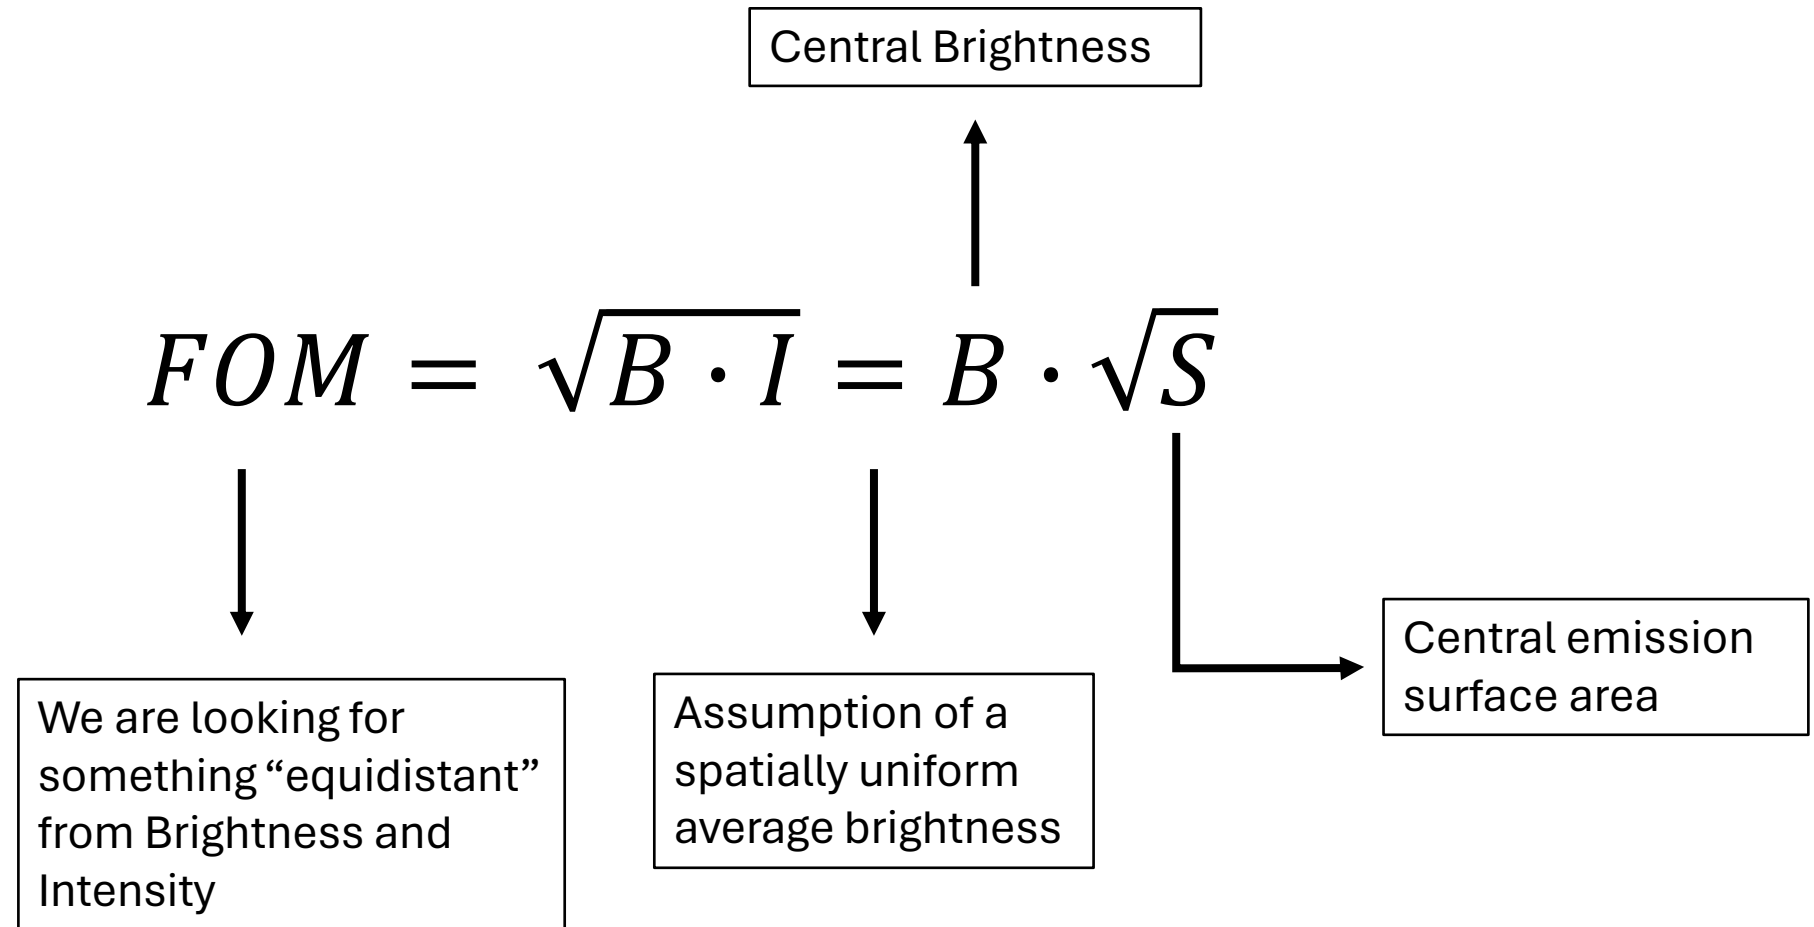 Central Brightness
FOM = √B · I = B · √S
We are looking for
something “equidistant”
from Brightness and
Intensity
Assumption of a
spatially uniform
average brightness
Central emission
surface area